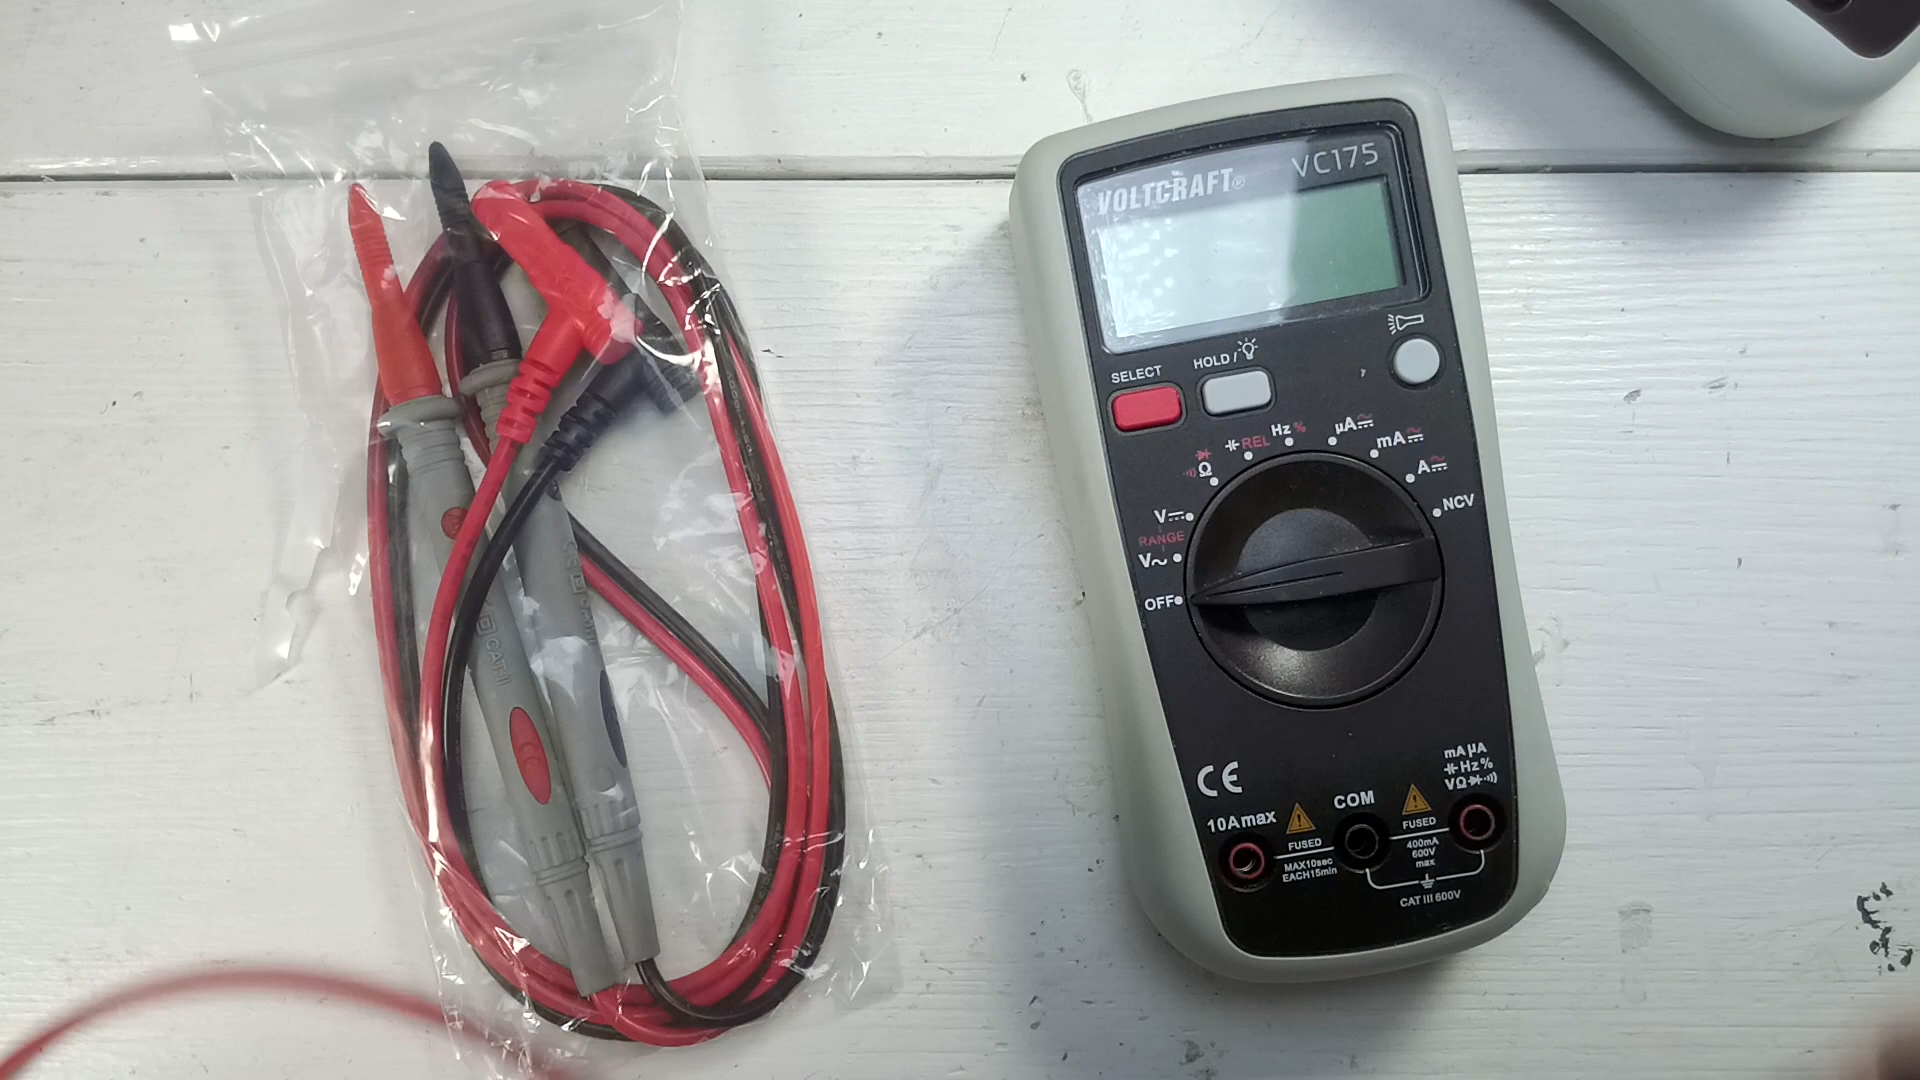 VOLTCRAFT®
VC175
SELECT
HOLD /
REL
Hz %
µA
mA
A
NCV
Ω
V
RANGE
V~
OFF
CE
mA µA
Hz %
VΩ
10A max
COM
FUSED
FUSED
MAX10sec
EACH15min
400mA
600V
max
CAT III 600V
CAT II
CE